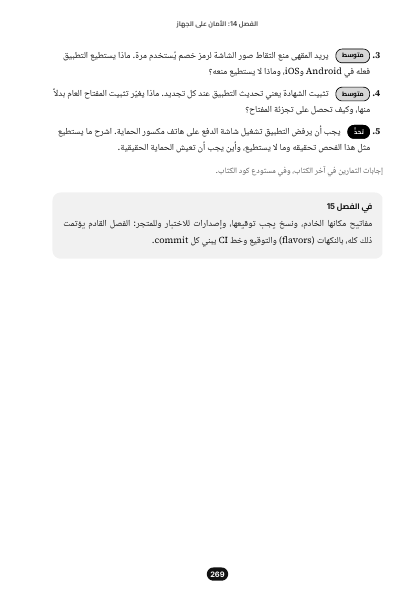 الفصل 14: الأمان على الجهاز
3. متوسط يريد المقهى منع التقاط صور الشاشة لرمز خصم يُستخدم مرة. ماذا يستطيع التطبيق
فعله في Android وiOS، وماذا لا يستطيع منعه؟
4. متوسط تثبيت الشهادة يعني تحديث التطبيق عند كل تجديد. ماذا يغيّر تثبيت المفتاح العام بدلاً
منها، وكيف تحصل على تجزئة المفتاح؟
5. تحدٍّ يجب أن يرفض التطبيق تشغيل شاشة الدفع على هاتف مكسور الحماية. اشرح ما يستطيع
مثل هذا الفحص تحقيقه وما لا يستطيع، وأين يجب أن تعيش الحماية الحقيقية.
إجابات التمارين في آخر الكتاب، وفي مستودع كود الكتاب.
في الفصل 15
مفاتيح مكانها الخادم، ونسخ يجب توقيعها، وإصدارات للاختبار وللمتجر: الفصل القادم يؤتمت
ذلك كله، بالنكهات (flavors) والتوقيع وخط CI يبني كل commit.
269